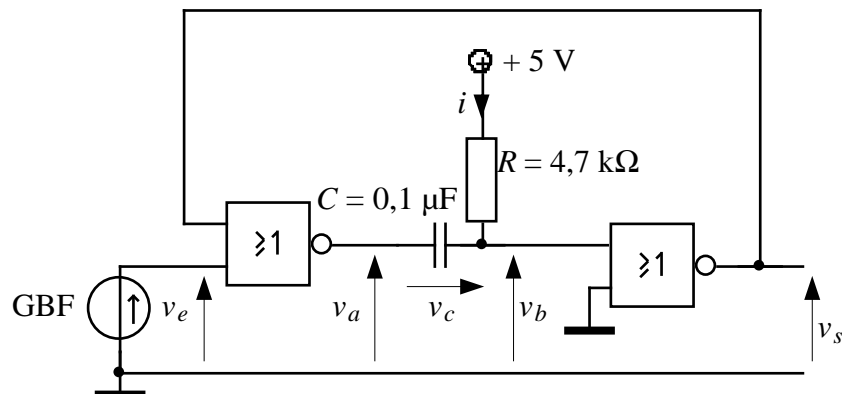 + 5 V
i
R = 4,7 kΩ
C = 0,1 µF
≥1
≥1
GBF
v_e
v_a
v_c
v_b
v_s